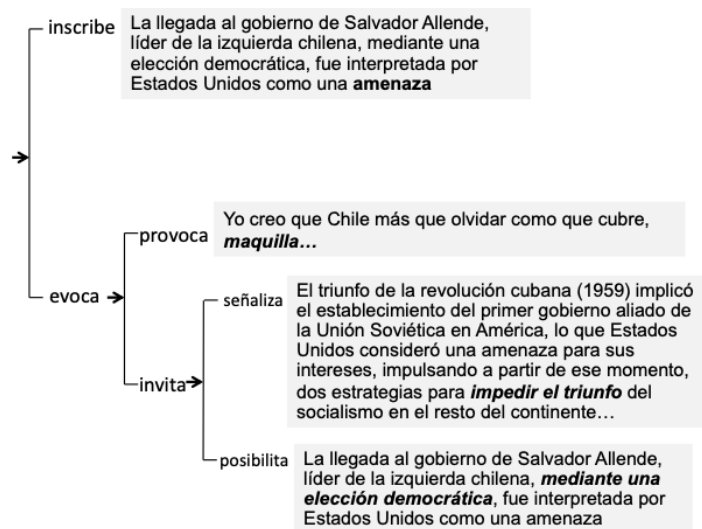 inscribe
La llegada al gobierno de Salvador Allende,
líder de la izquierda chilena, mediante una
elección democrática, fue interpretada por
Estados Unidos como una amenaza
evoca
provoca
Yo creo que Chile más que olvidar como que cubre,
maquilla…
invita
señaliza
El triunfo de la revolución cubana (1959) implicó
el establecimiento del primer gobierno aliado de
la Unión Soviética en América, lo que Estados
Unidos consideró una amenaza para sus
intereses, impulsando a partir de ese momento,
dos estrategias para impedir el triunfo del
socialismo en el resto del continente…
posibilita
La llegada al gobierno de Salvador Allende,
líder de la izquierda chilena, mediante una
elección democrática, fue interpretada por
Estados Unidos como una amenaza